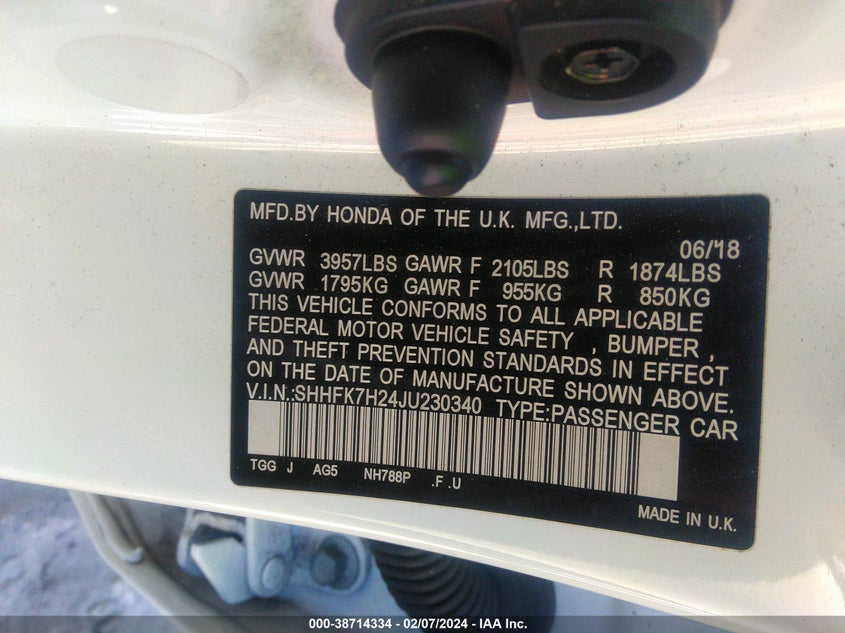 MFD.BY HONDA OF THE U.K. MFG.,LTD.
06/18
GVWR 3957LBS GAWR F 2105LBS R 1874LBS
GVWR 1795KG GAWR F 955KG R 850KG
THIS VEHICLE CONFORMS TO ALL APPLICABLE
FEDERAL MOTOR VEHICLE SAFETY , BUMPER ,
AND THEFT PREVENTION STANDARDS IN EFFECT
ON THE DATE OF MANUFACTURE SHOWN ABOVE.
V.I.N.:SHHFK7H24JU230340 TYPE:PASSENGER CAR
TGG J AG5 NH788P .F .U
MADE IN U.K.
000-38714334 - 02/07/2024 - IAA Inc.